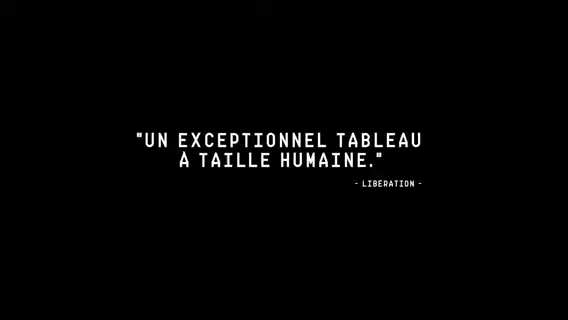 "UN EXCEPTIONNEL TABLEAU
À TAILLE HUMAINE."
- LIBERATION -